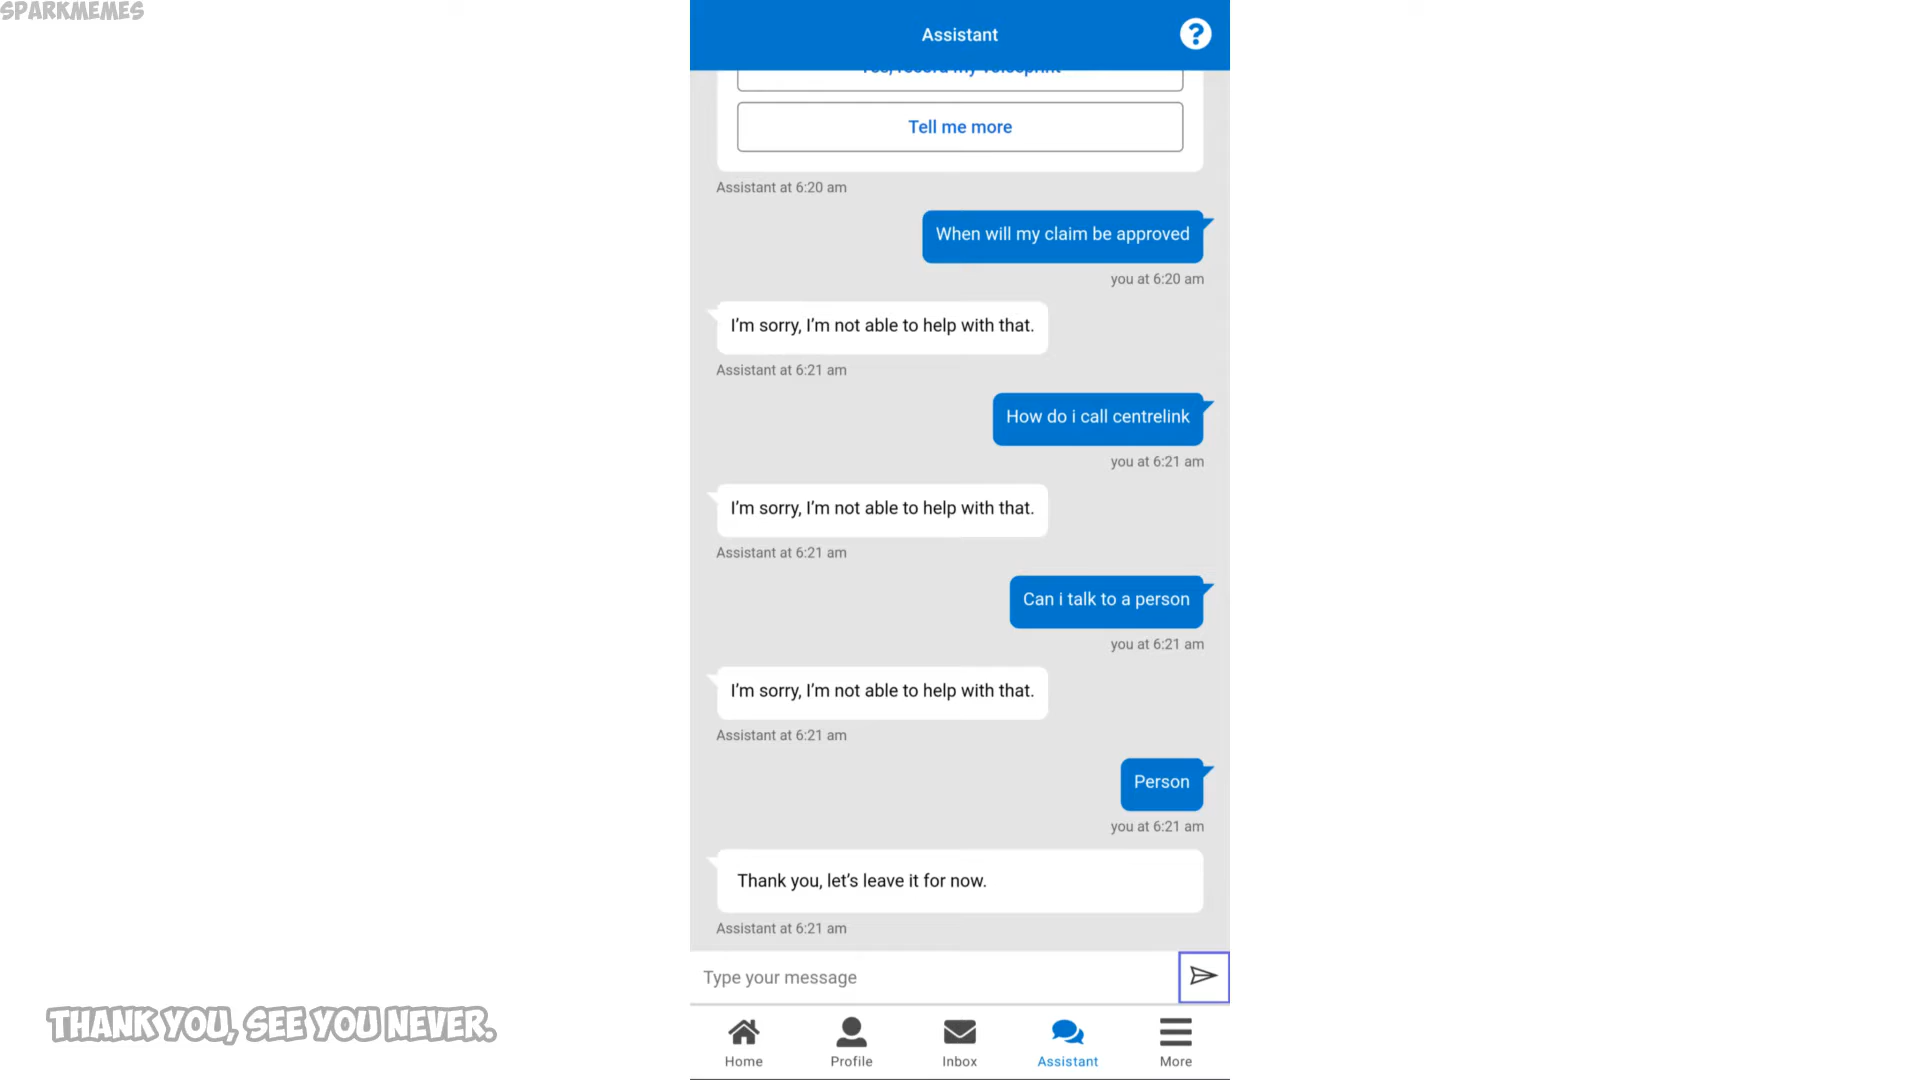 SPARKMEMES
Assistant
Yes, record my voiceprint
Tell me more
Assistant at 6:20 am
When will my claim be approved
you at 6:20 am
I'm sorry, I'm not able to help with that.
Assistant at 6:21 am
How do i call centrelink
you at 6:21 am
I'm sorry, I'm not able to help with that.
Assistant at 6:21 am
Can i talk to a person
you at 6:21 am
I'm sorry, I'm not able to help with that.
Assistant at 6:21 am
Person
you at 6:21 am
Thank you, let's leave it for now.
Assistant at 6:21 am
Type your message
THANK YOU, SEE YOU NEVER.
Home Profile Inbox Assistant More